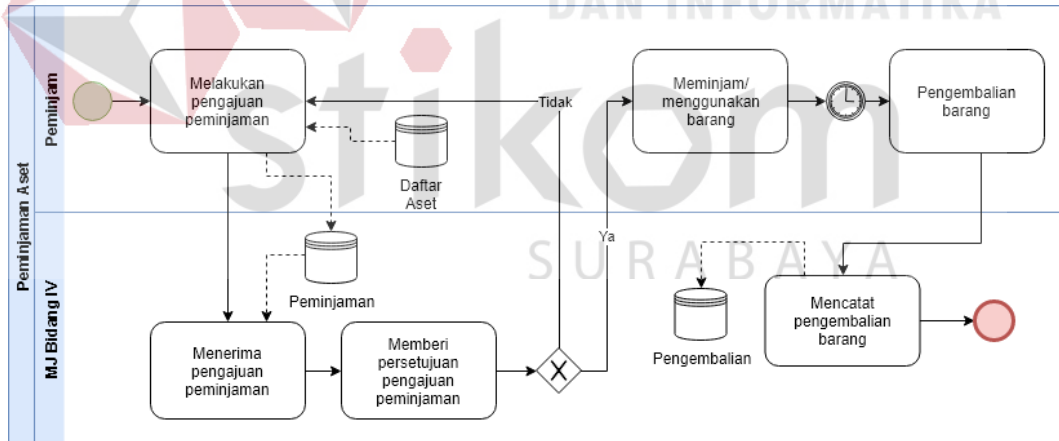 DAN INFORMATIKA
stikom
SURABAYA
Peminjaman Aset
Peminjam
Melakukan
pengajuan
peminjaman
Tidak
Daftar
Aset
Meminjam/
menggunakan
barang
Pengembalian
barang
MJ Bidang IV
Peminjaman
Ya
Menerima
pengajuan
peminjaman
Memberi
persetujuan
pengajuan
peminjaman
X
Pengembalian
Mencatat
pengembalian
barang